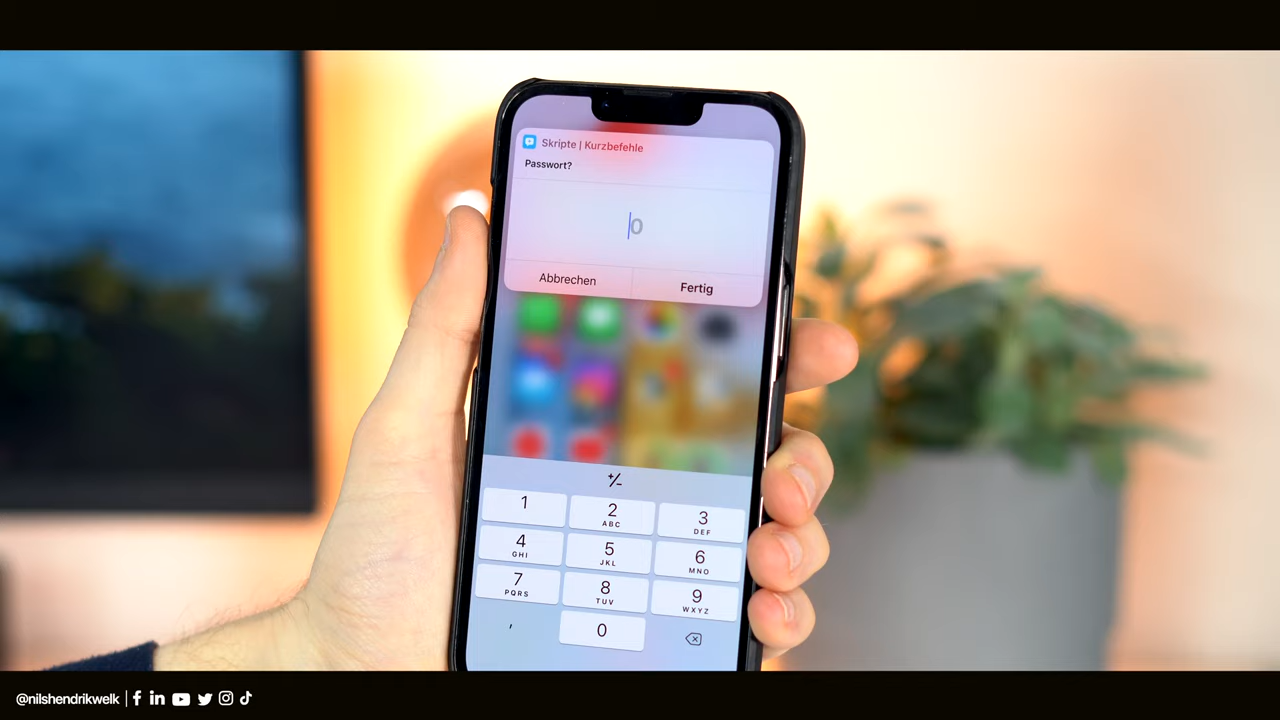 Skripte | Kurzbefehle
Passwort?
0
Abbrechen Fertig
+/-
1 2 ABC 3 DEF
4 GHI 5 JKL 6 MNO
7 PQRS 8 TUV 9 WXYZ
, 0
@nilshendrikwelk